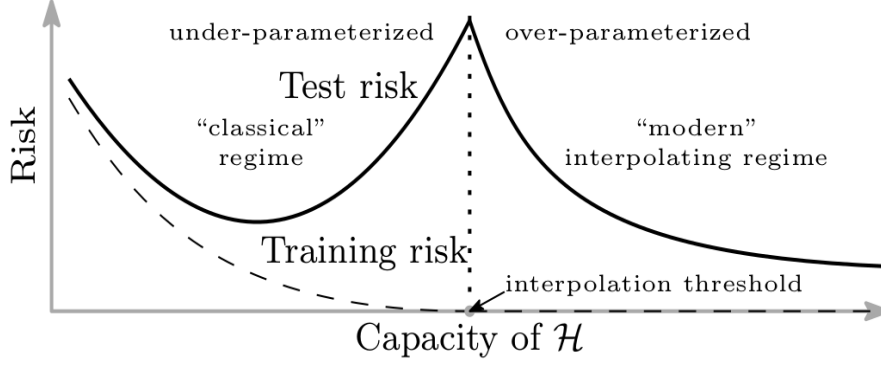 under-parameterized
over-parameterized
Test risk
“classical”
regime
“modern”
interpolating regime
Risk
Training risk
interpolation threshold
Capacity of ℋ